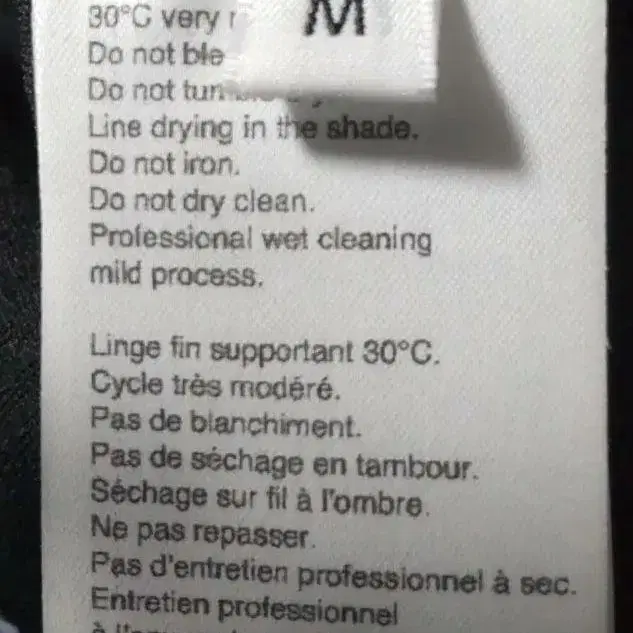 M
30°C very
Do not
Do not
Line drying in the shade.
Do not iron.
Do not dry clean.
Professional wet cleaning
mild process.
Linge fin supportant 30°C.
Cycle très modéré.
Pas de blanchiment.
Pas de séchage en tambour.
Séchage sur fil à l'ombre.
Ne pas repasser.
Pas d'entretien professionnel à sec.
Entretien professionnel
à